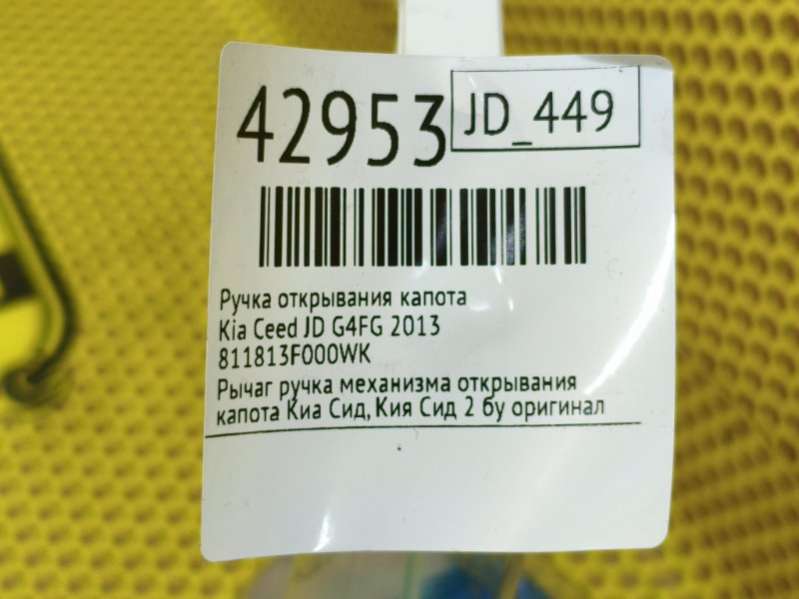 42953
JD_449
Ручка открывания капота
Kia Ceed JD G4FG 2013
811813F000WK
Рычаг ручка механизма открывания
капота Киа Сид, Кия Сид 2 бу оригинал